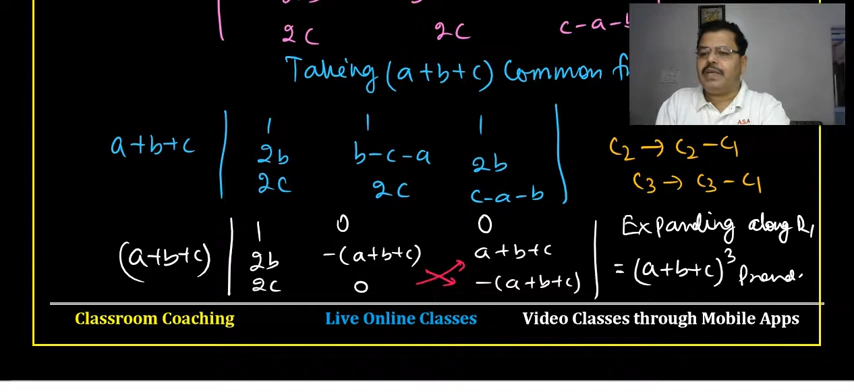 2C 2C c-a-b
Taking (a+b+c) Common
a+b+c | 1 1 1 |
| 2b b-c-a 2b | C2 → C2-C1
| 2C 2C c-a-b | C3 → C3-C1
(a+b+c) | 1 0 0 | Expanding along R1
| 2b -(a+b+c) a+b+c | = (a+b+c)³ Proved.
| 2C 0 -(a+b+c) |
Classroom Coaching Live Online Classes Video Classes through Mobile Apps
A.S.A